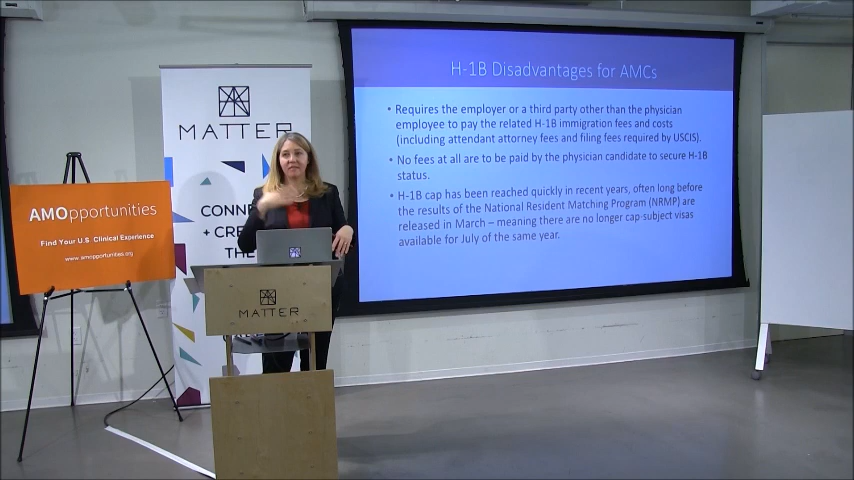 H-1B Disadvantages for AMCs
• Requires the employer or a third party other than the physician
employee to pay the related H-1B immigration fees and costs
(including attendant attorney fees and filing fees required by USCIS).
• No fees at all are to be paid by the physician candidate to secure H-1B
status.
• H-1B cap has been reached quickly in recent years, often long before
the results of the National Resident Matching Program (NRMP) are
released in March – meaning there are no longer cap-subject visas
available for July of the same year.
MATTER
CONNE
+ CRE
THE
AMOpportunities
Find Your U.S. Clinical Experience
www.amopportunities.org
MATTER